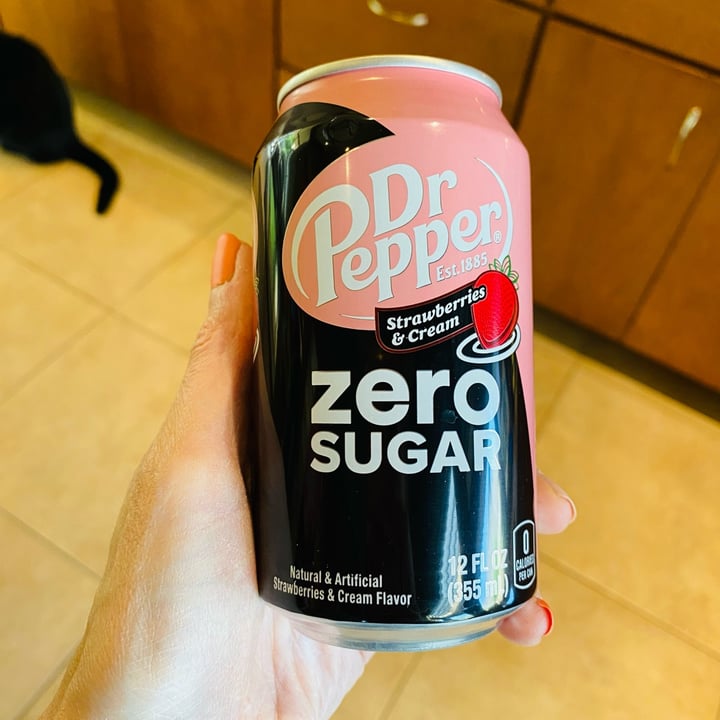 Dr
Pepper®
Est.1885
Strawberries
& Cream
zero
SUGAR
Natural & Artificial
Strawberries & Cream Flavor
12 FL OZ
(355 mL)
0
CALORIES
PER CAN